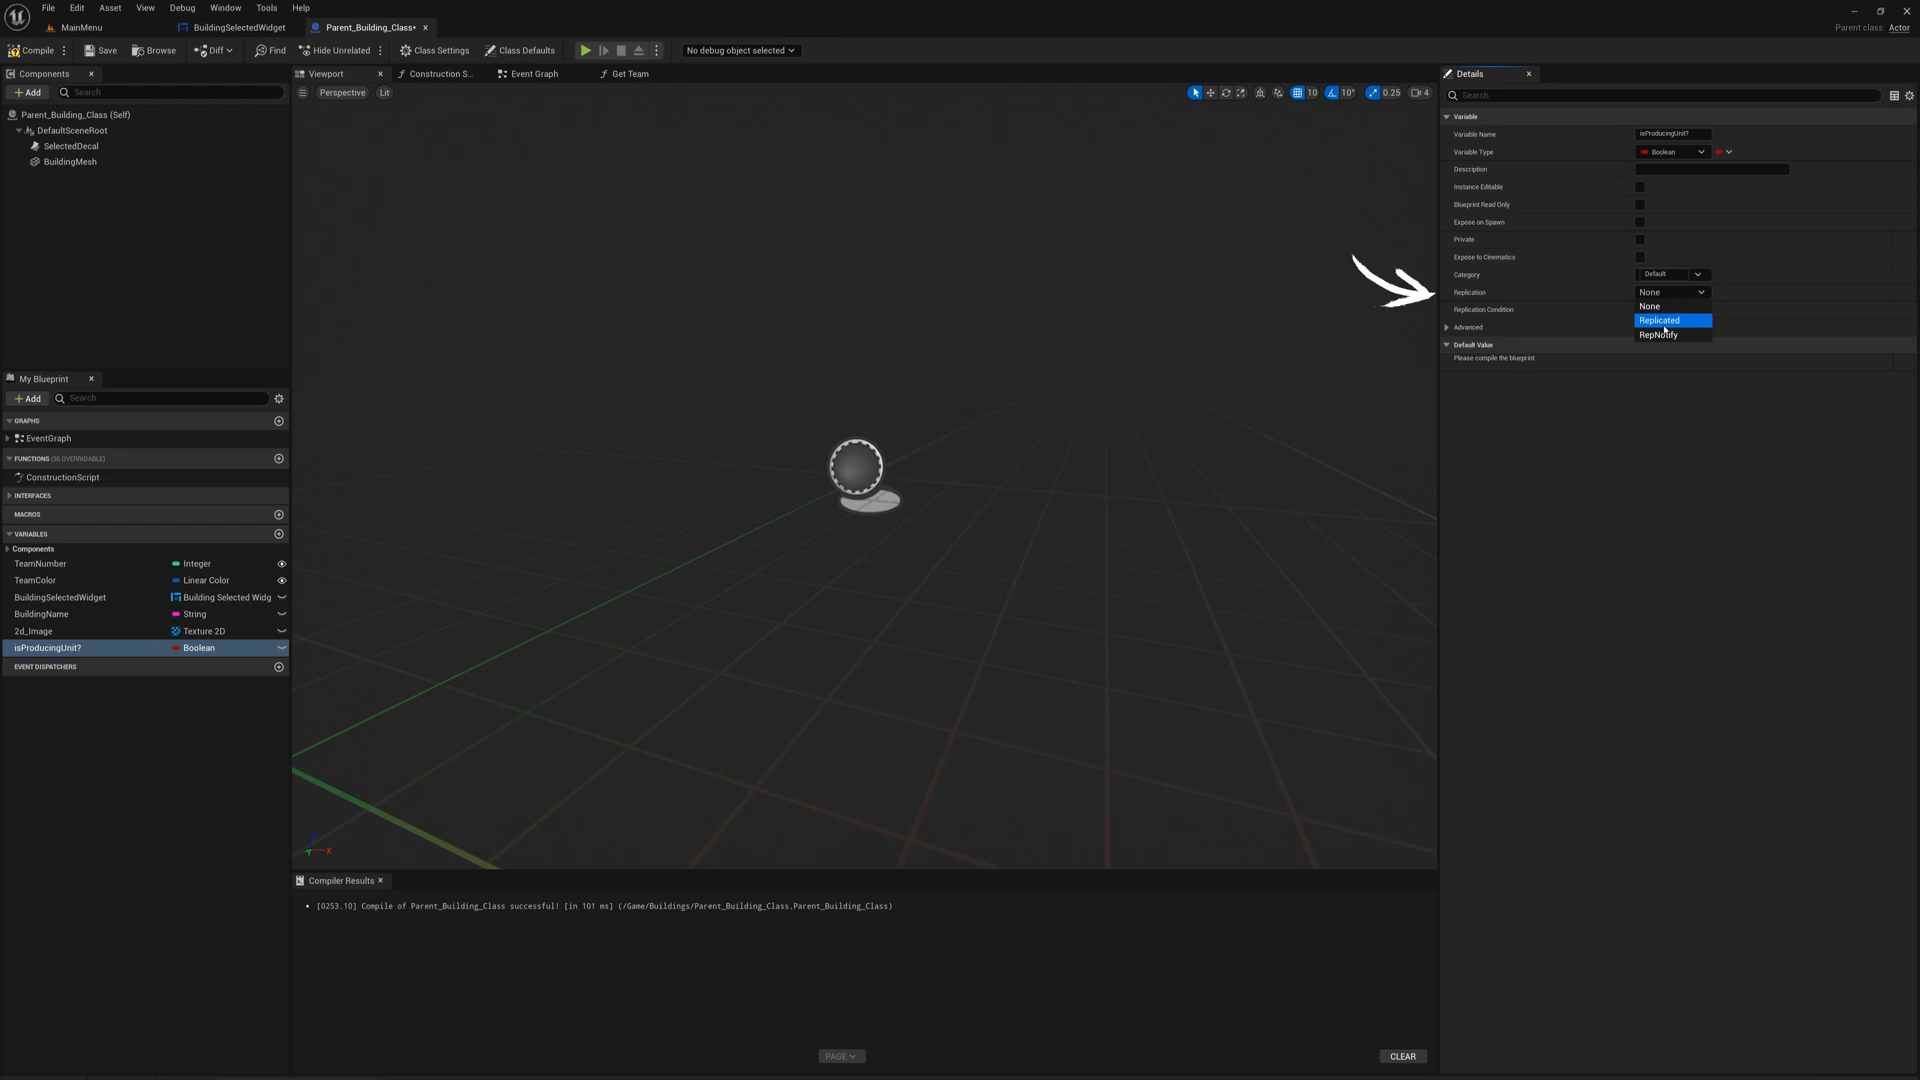 File Edit Asset View Debug Window Tools Help
MainMenu BuildingSelectedWidget Parent_Building_Class* Parent class: Actor
Compile Save Browse Diff Find Hide Unrelated Class Settings Class Defaults No debug object selected
Components
Add Search
Parent_Building_Class (Self)
DefaultSceneRoot
SelectedDecal
BuildingMesh
My Blueprint
Add Search
GRAPHS
EventGraph
FUNCTIONS (36 OVERRIDABLE)
ConstructionScript
INTERFACES
MACROS
VARIABLES
Components
TeamNumber Integer
TeamColor Linear Color
BuildingSelectedWidget Building Selected Widg
BuildingName String
2d_Image Texture 2D
isProducingUnit? Boolean
EVENT DISPATCHERS
Viewport Construction S... Event Graph Get Team
Perspective Lit 10 10° 0.25 4
X
Compiler Results
[0253.10] Compile of Parent_Building_Class successful! [in 101 ms] (/Game/Buildings/Parent_Building_Class.Parent_Building_Class)
PAGE CLEAR
Details
Search
Variable
Variable Name isProducingUnit?
Variable Type Boolean
Description
Instance Editable
Blueprint Read Only
Expose on Spawn
Private
Expose to Cinematics
Category Default
Replication None
None
Replication Condition
Replicated
Advanced
RepNotify
Default Value
Please compile the blueprint